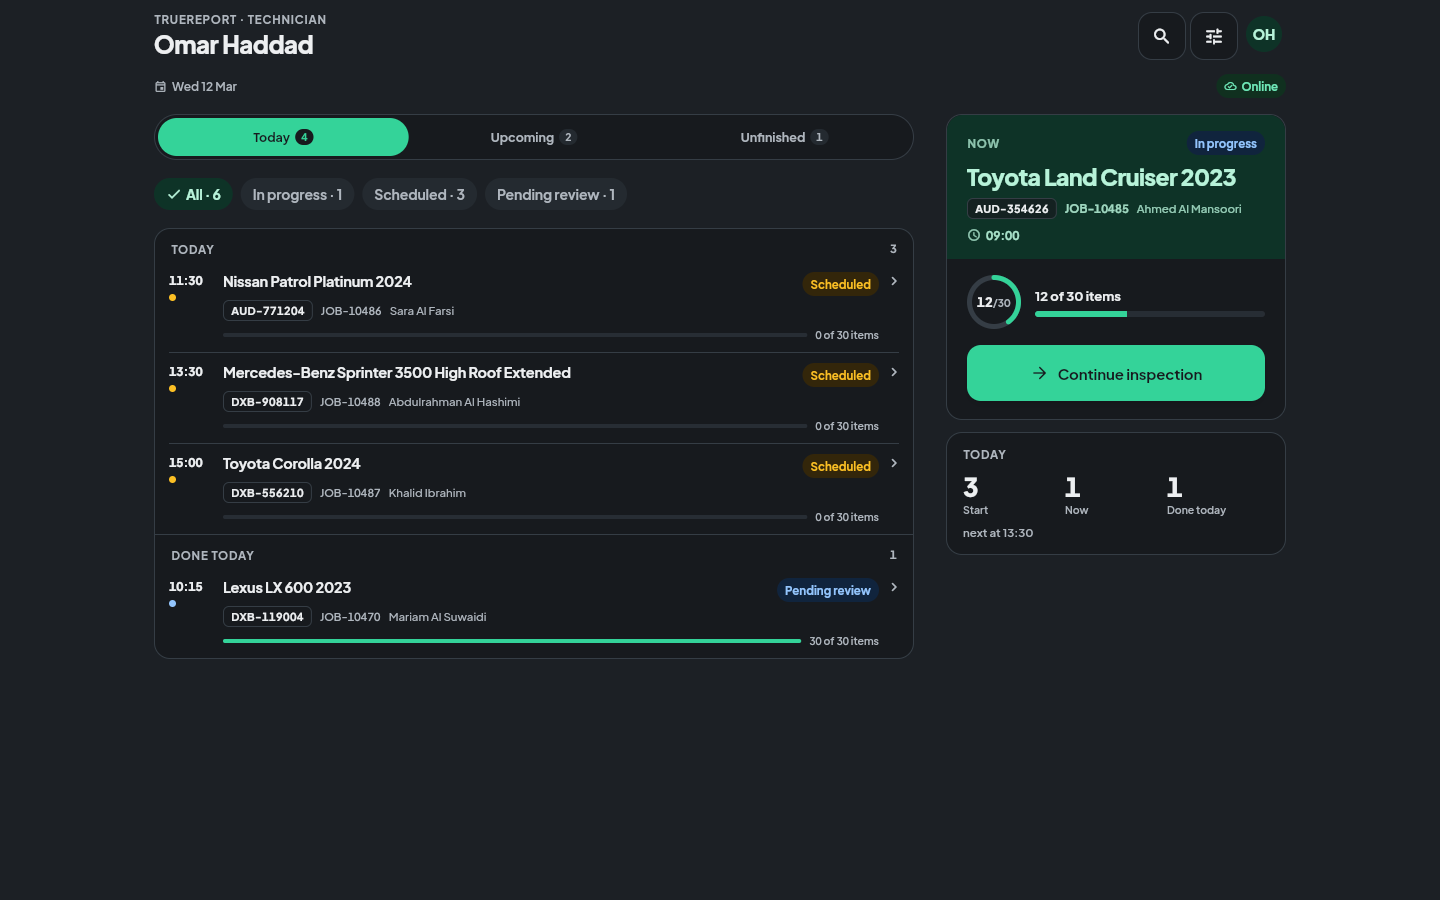 TRUEREPORT · TECHNICIAN
Omar Haddad
OH
Wed 12 Mar
Online
Today 4
Upcoming 2
Unfinished 1
All · 6
In progress · 1
Scheduled · 3
Pending review · 1
TODAY 3
11:30 Nissan Patrol Platinum 2024 Scheduled
AUD-771204 JOB-10486 Sara Al Farsi
0 of 30 items
13:30 Mercedes-Benz Sprinter 3500 High Roof Extended Scheduled
DXB-908117 JOB-10488 Abdulrahman Al Hashimi
0 of 30 items
15:00 Toyota Corolla 2024 Scheduled
DXB-556210 JOB-10487 Khalid Ibrahim
0 of 30 items
DONE TODAY 1
10:15 Lexus LX 600 2023 Pending review
DXB-119004 JOB-10470 Mariam Al Suwaidi
30 of 30 items
NOW In progress
Toyota Land Cruiser 2023
AUD-354626 JOB-10485 Ahmed Al Mansoori
09:00
12/30 12 of 30 items
Continue inspection
TODAY
3 1 1
Start Now Done today
next at 13:30